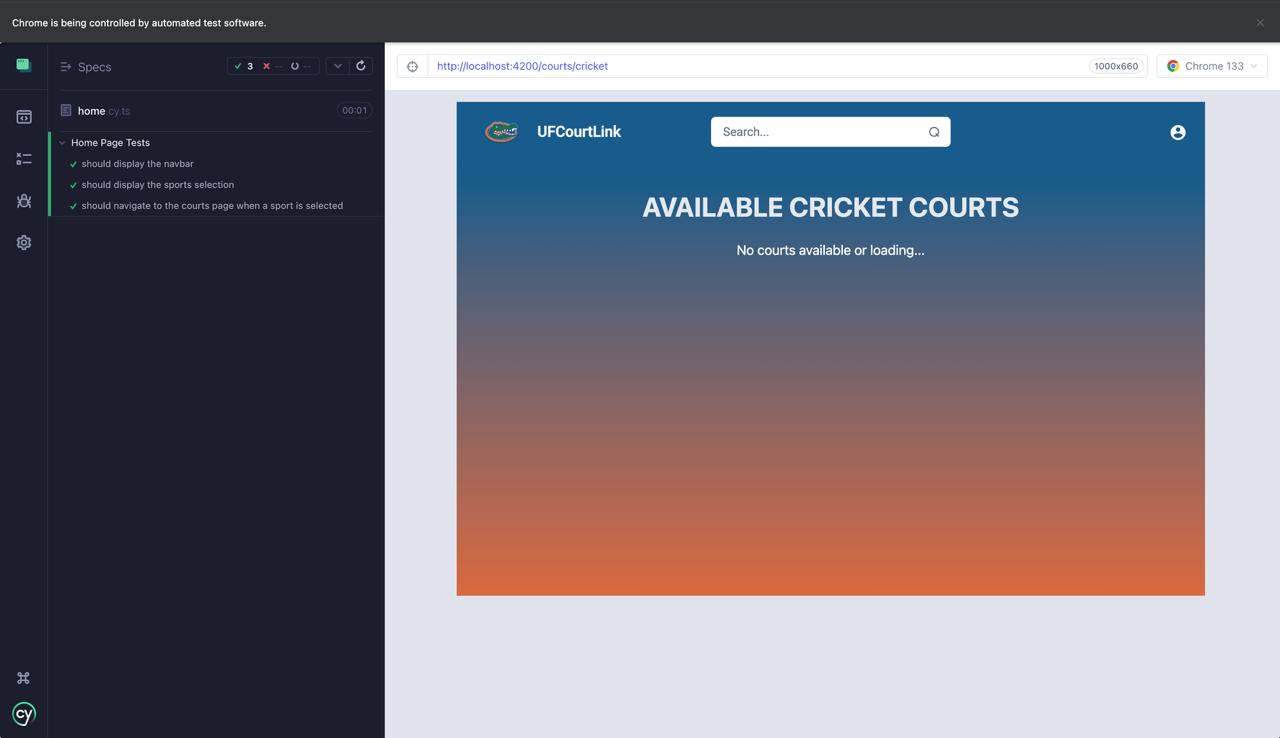 Chrome is being controlled by automated test software.
Specs
3 -- --
home.cy.ts 00:01
Home Page Tests
should display the navbar
should display the sports selection
should navigate to the courts page when a sport is selected
cy
http://localhost:4200/courts/cricket 1000x660 Chrome 133
UFCourtLink Search...
AVAILABLE CRICKET COURTS
No courts available or loading...